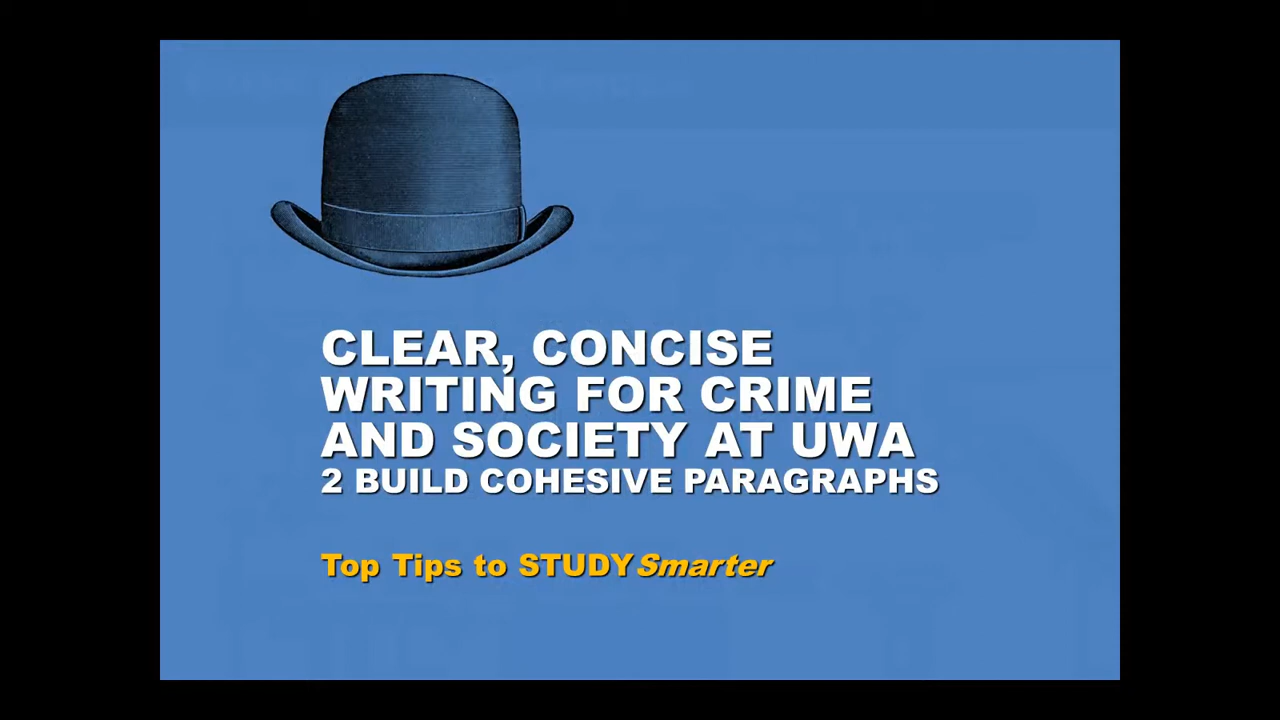 CLEAR, CONCISE
WRITING FOR CRIME
AND SOCIETY AT UWA
2 BUILD COHESIVE PARAGRAPHS
Top Tips to STUDYSmarter